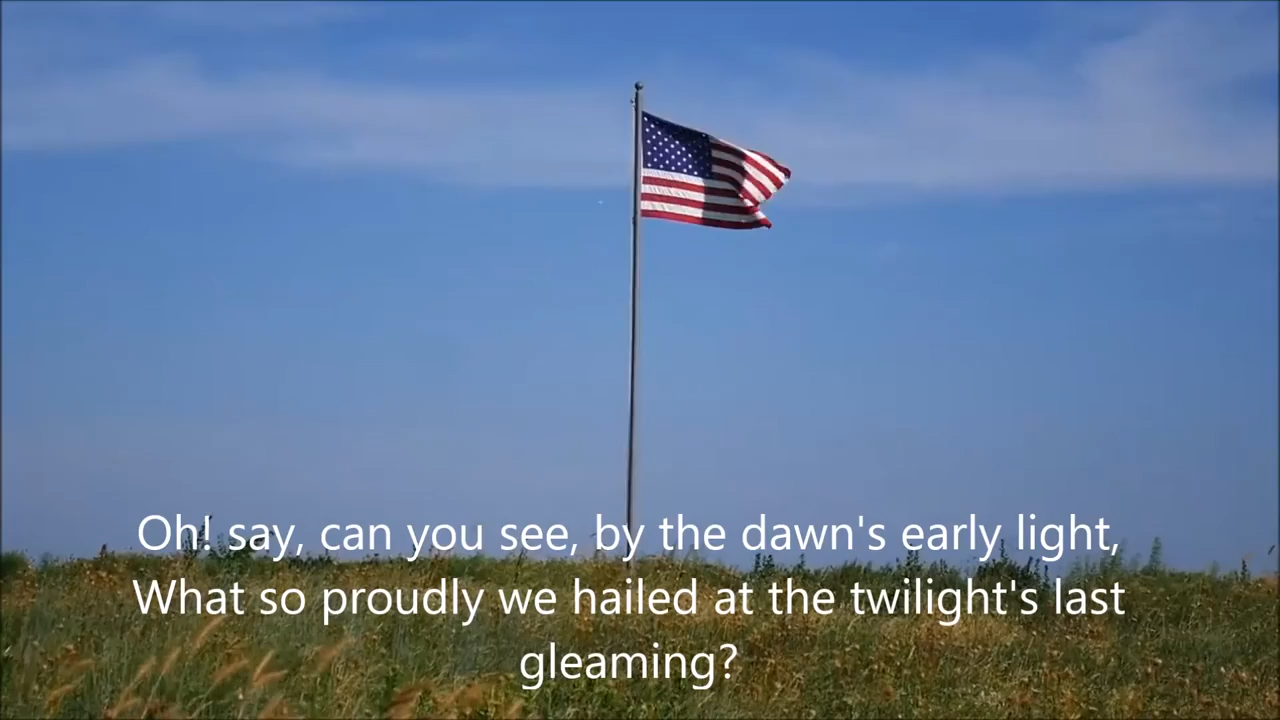 Oh! say, can you see, by the dawn's early light,
What so proudly we hailed at the twilight's last
gleaming?